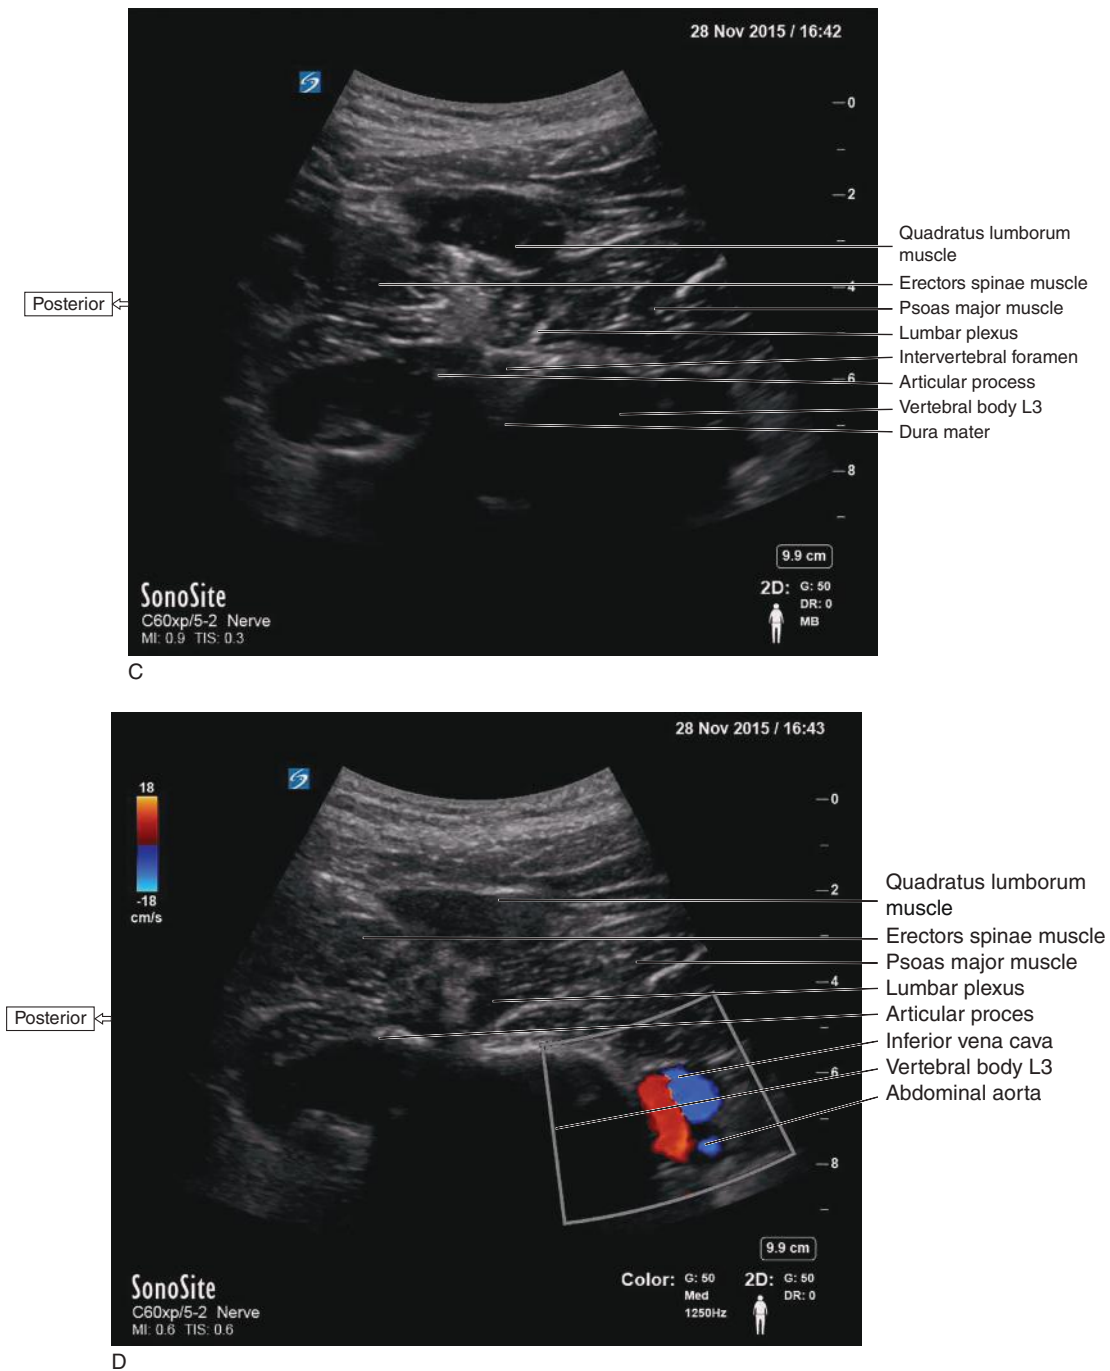 28 Nov 2015 / 16:42
0
2
4
6
8
Quadratus lumborum
muscle
Erectors spinae muscle
Psoas major muscle
Lumbar plexus
Intervertebral foramen
Articular process
Vertebral body L3
Dura mater
Posterior
9.9 cm
SonoSite
C60xp/5-2 Nerve
MI: 0.9 TIS: 0.3
2D: G: 50
DR: 0
MB
C
28 Nov 2015 / 16:43
18
-18
cm/s
0
2
4
6
8
Quadratus lumborum
muscle
Erectors spinae muscle
Psoas major muscle
Lumbar plexus
Articular proces
Inferior vena cava
Vertebral body L3
Abdominal aorta
Posterior
9.9 cm
SonoSite
C60xp/5-2 Nerve
MI: 0.6 TIS: 0.6
Color: G: 50
Med
1250Hz
2D: G: 50
DR: 0
D